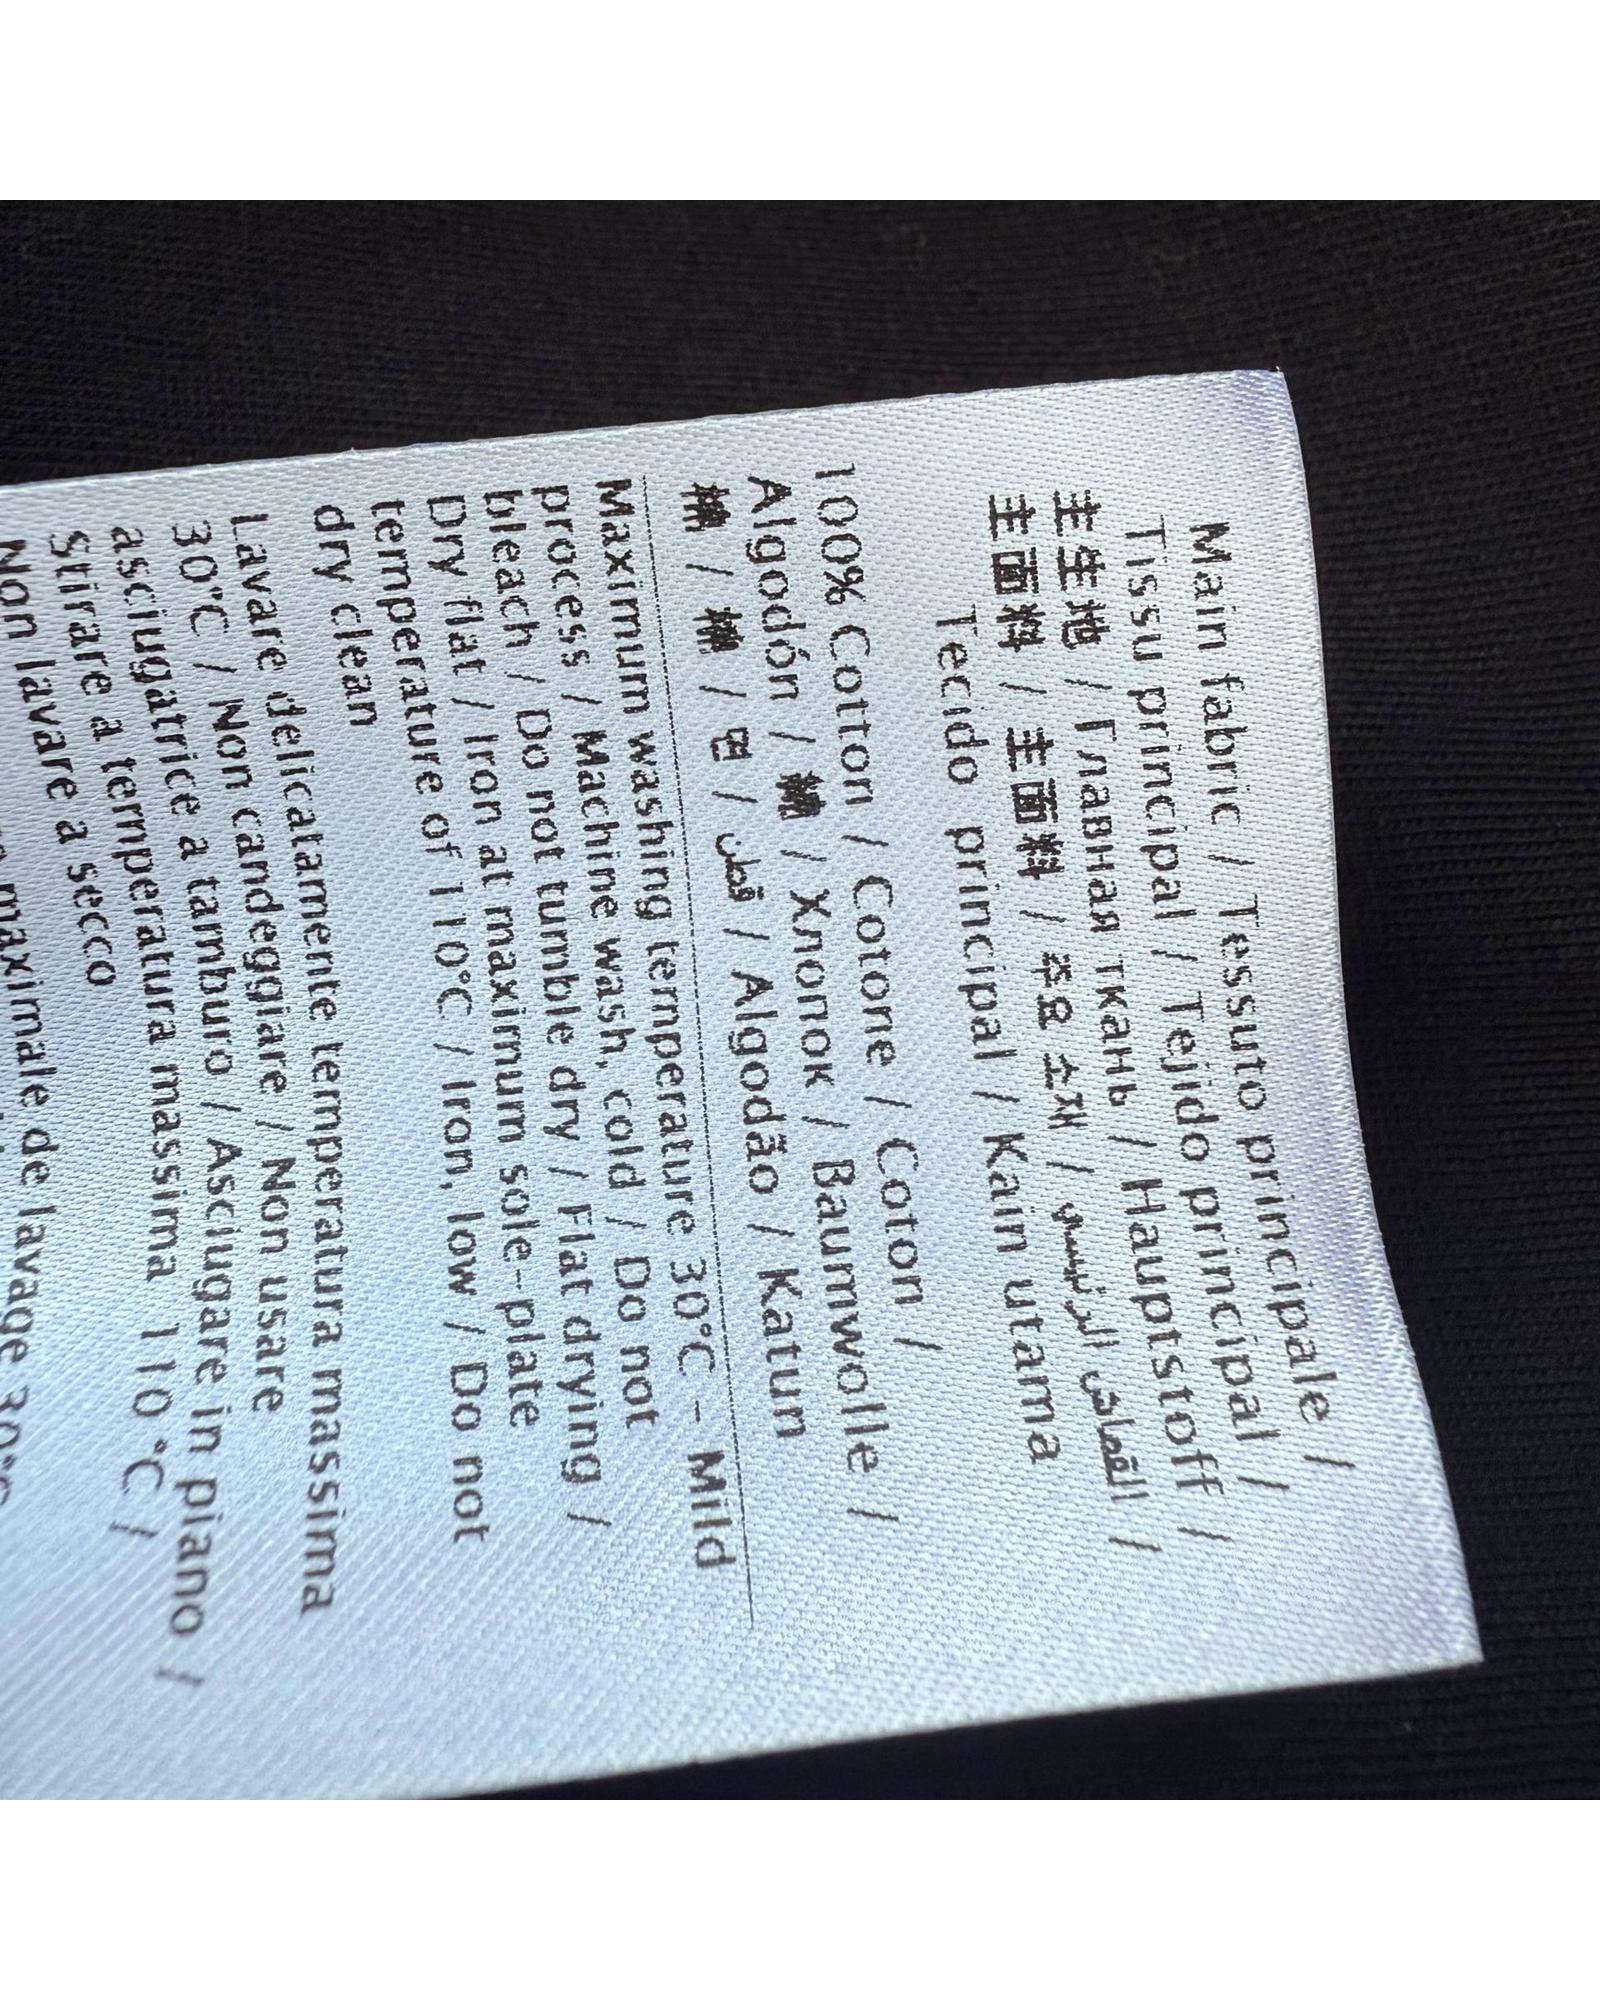 Main fabric / Tessuto principale /
Tissu principal / Tejido principal /
主生地 / Главная ткань / Hauptstoff /
主面料 / 主面料 / 주요 소재 / القماش الرئيسي /
Tecido principal / Kain utama
100% Cotton / Cotone / Coton /
Algodón / 綿 / Хлопок / Baumwolle /
棉 / 棉 / 면 / قطن / Algodão / Katun
Maximum washing temperature 30°C - Mild
process / Machine wash, cold / Do not
bleach / Do not tumble dry / Flat drying /
Dry flat / Iron at maximum sole-plate
temperature of 110°C / Iron, low / Do not
dry clean
Lavare delicatamente temperatura massima
30°C / Non candeggiare / Non usare
asciugatrice a tamburo / Asciugare in piano /
Stirare a temperatura massima 110 °C /
Non lavare a secco
maximale de lavage